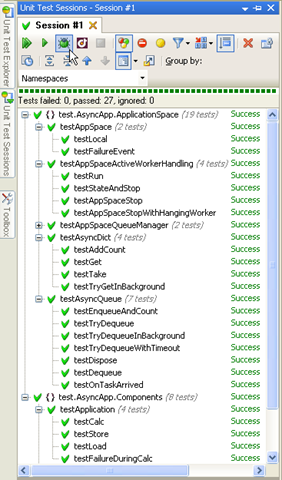 Unit Test Sessions - Session #1
Unit Test Explorer
Unit Test Sessions
Toolbox
Session #1
Group by:
Namespaces
Tests failed: 0, passed: 27, ignored: 0
test.AsyncApp.ApplicationSpace (19 tests) Success
testAppSpace (2 tests) Success
testLocal Success
testFailureEvent Success
testAppSpaceActiveWorkerHandling (4 tests) Success
testRun Success
testStateAndStop Success
testAppSpaceStop Success
testAppSpaceStopWithHangingWorker Success
testAppSpaceQueueManager (2 tests) Success
testAsyncDict (4 tests) Success
testAddCount Success
testGet Success
testTake Success
testTryGetInBackground Success
testAsyncQueue (7 tests) Success
testEnqueueAndCount Success
testTryDequeue Success
testTryDequeueInBackground Success
testTryDequeueWithTimeout Success
testDispose Success
testDequeue Success
testOnTaskArrived Success
test.AsyncApp.Components (8 tests) Success
testApplication (4 tests) Success
testCalc Success
testStore Success
testLoad Success
testFailureDuringCalc Success